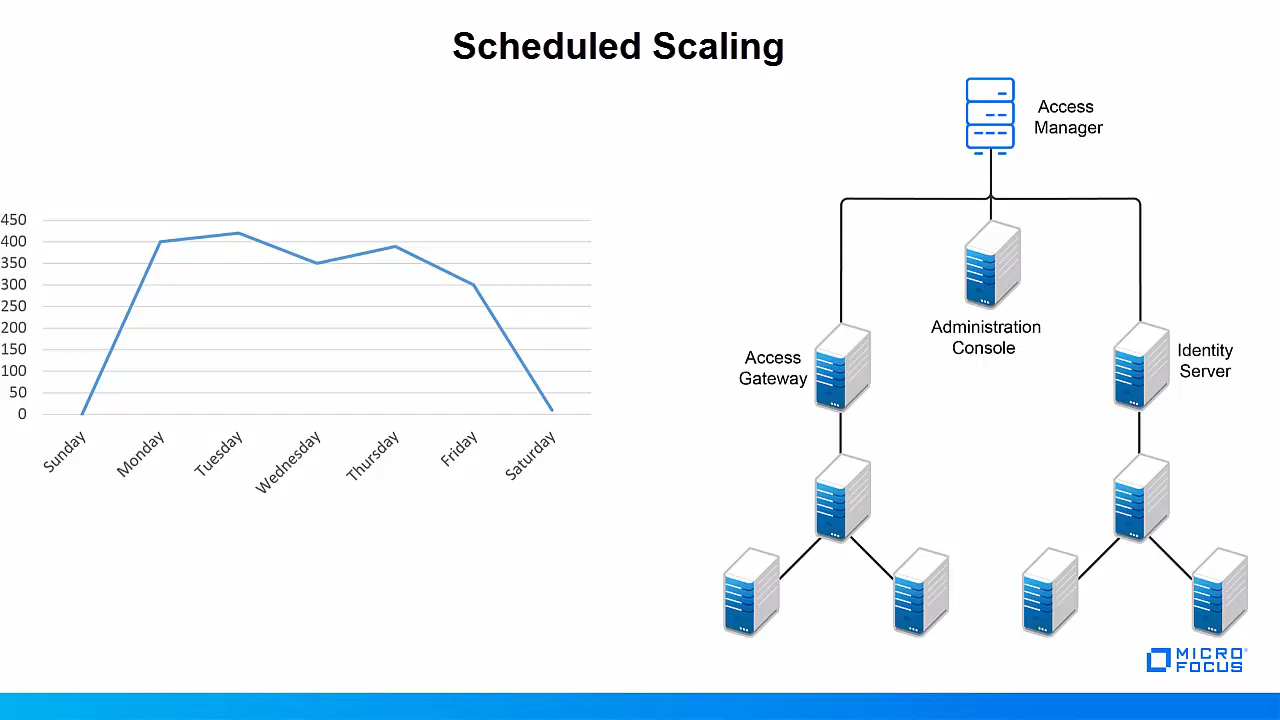 Scheduled Scaling
Access
Manager
450
400
350
300
250
200
150
100
50
0
Sunday
Monday
Tuesday
Wednesday
Thursday
Friday
Saturday
Administration
Console
Access
Gateway
Identity
Server
MICRO
FOCUS